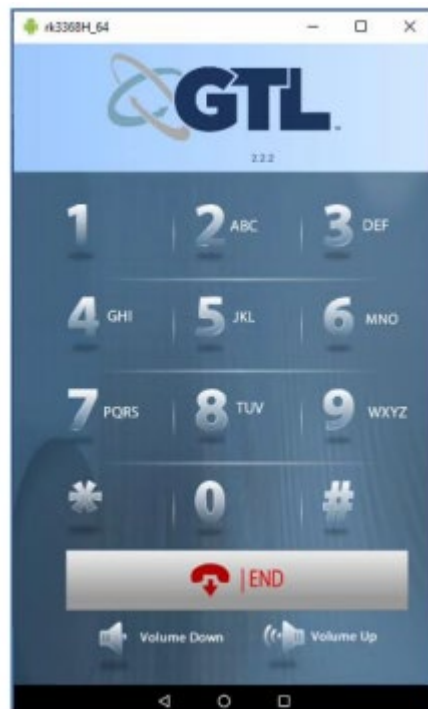 rk3368H_64
GTL
2.2.2
1 2 ABC 3 DEF
4 GHI 5 JKL 6 MNO
7 PQRS 8 TUV 9 WXYZ
* 0 #
| END
Volume Down Volume Up